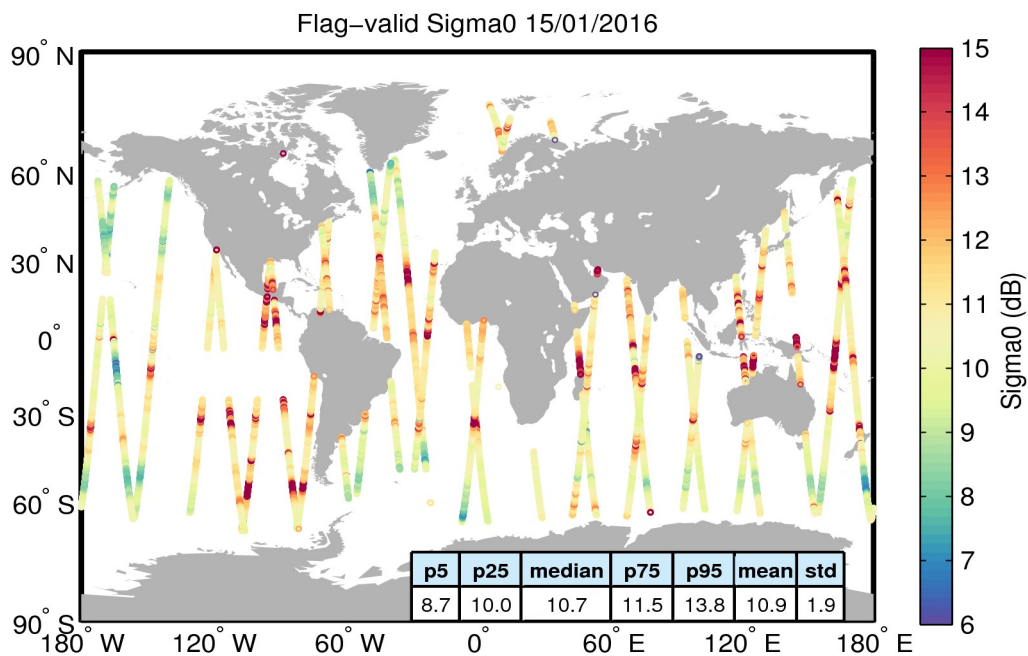 Flag−valid Sigma0 15/01/2016
90° N
60° N
30° N
0°
30° S
60° S
90° S
180° W
120° W
60° W
0°
60° E
120° E
180° E
15
14
13
12
11
10
9
8
7
6
Sigma0 (dB)
p5 p25 median p75 p95 mean std
8.7 10.0 10.7 11.5 13.8 10.9 1.9